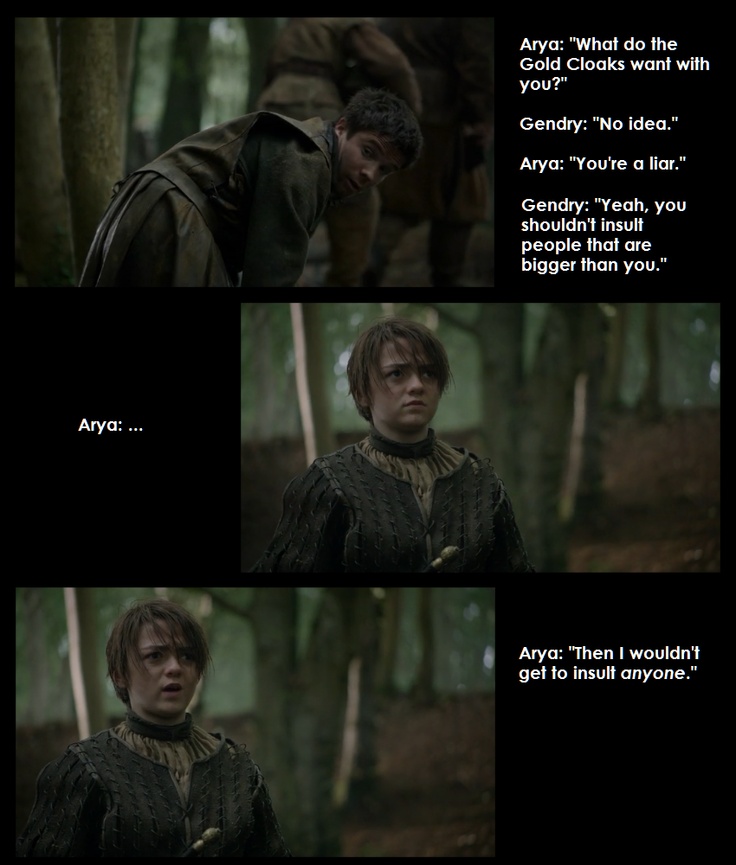 Arya: "What do the
Gold Cloaks want with
you?"
Gendry: "No idea."
Arya: "You're a liar."
Gendry: "Yeah, you
shouldn't insult
people that are
bigger than you."
Arya: ...
Arya: "Then I wouldn't
get to insult anyone."